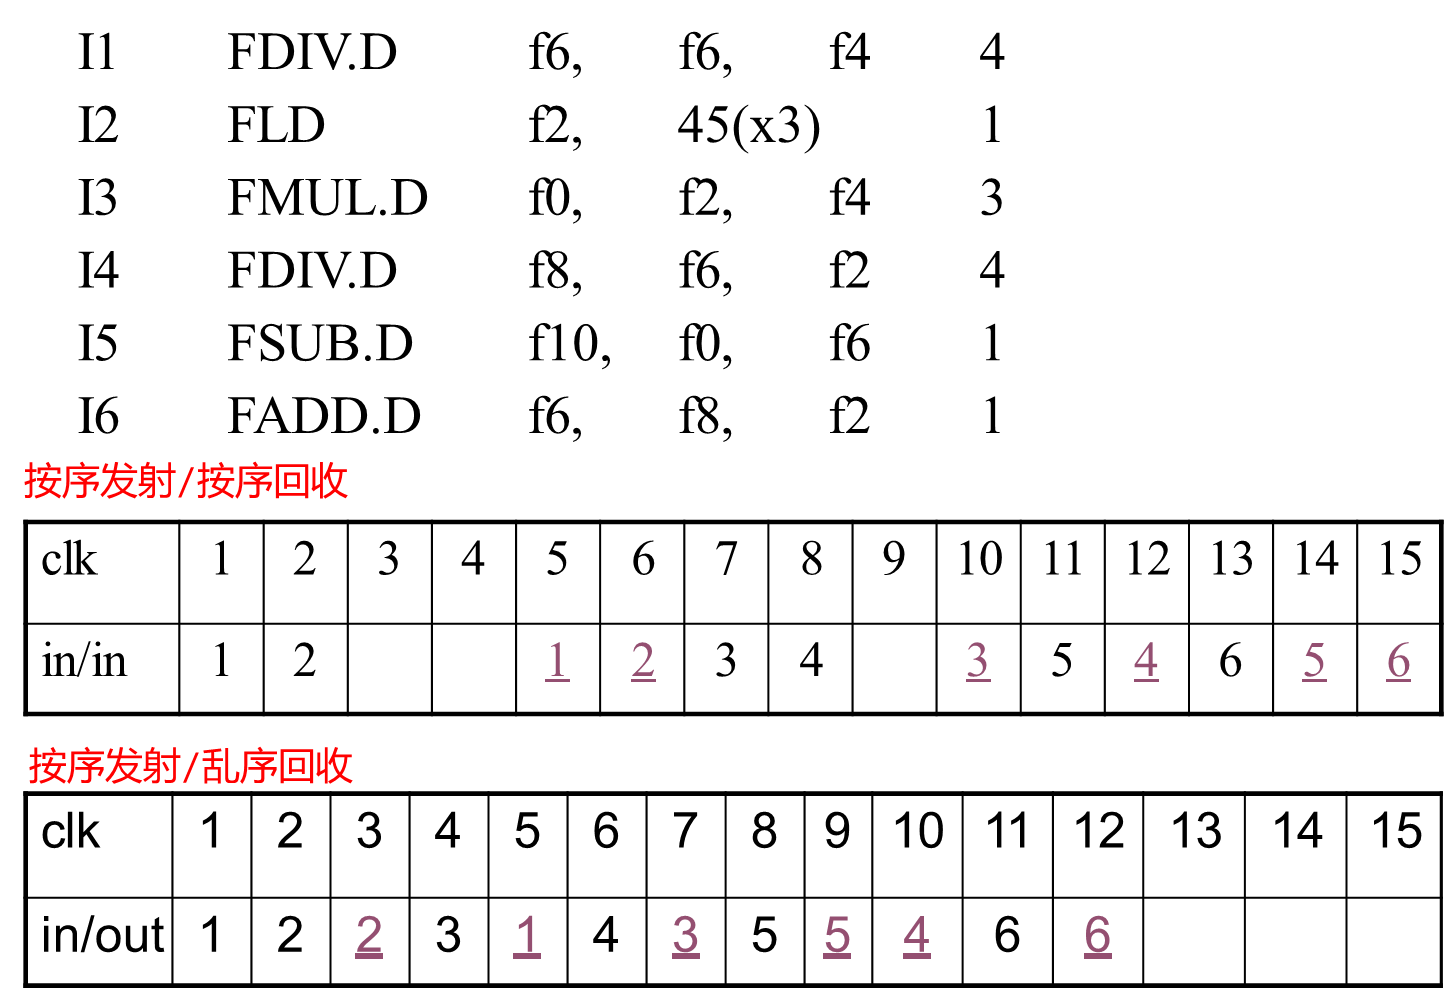 I1 FDIV.D f6, f6, f4 4
I2 FLD f2, 45(x3) 1
I3 FMUL.D f0, f2, f4 3
I4 FDIV.D f8, f6, f2 4
I5 FSUB.D f10, f0, f6 1
I6 FADD.D f6, f8, f2 1
按序发射/按序回收
clk 1 2 3 4 5 6 7 8 9 10 11 12 13 14 15
in/in 1 2 1 2 3 4 3 5 4 6 5 6
按序发射/乱序回收
clk 1 2 3 4 5 6 7 8 9 10 11 12 13 14 15
in/out 1 2 2 3 1 4 3 5 5 4 6 6